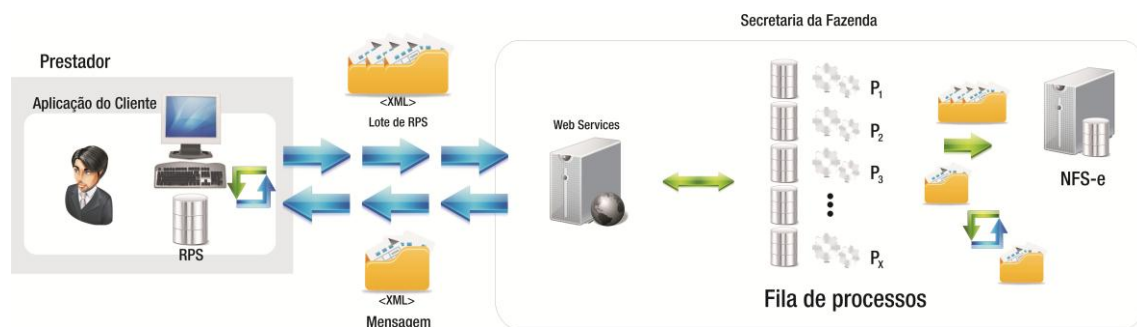 Secretaria da Fazenda
Prestador
Aplicação do Cliente
RPS
<XML>
Lote de RPS
<XML>
Mensagem
Web Services
P1
P2
P3
PX
Fila de processos
NFS-e